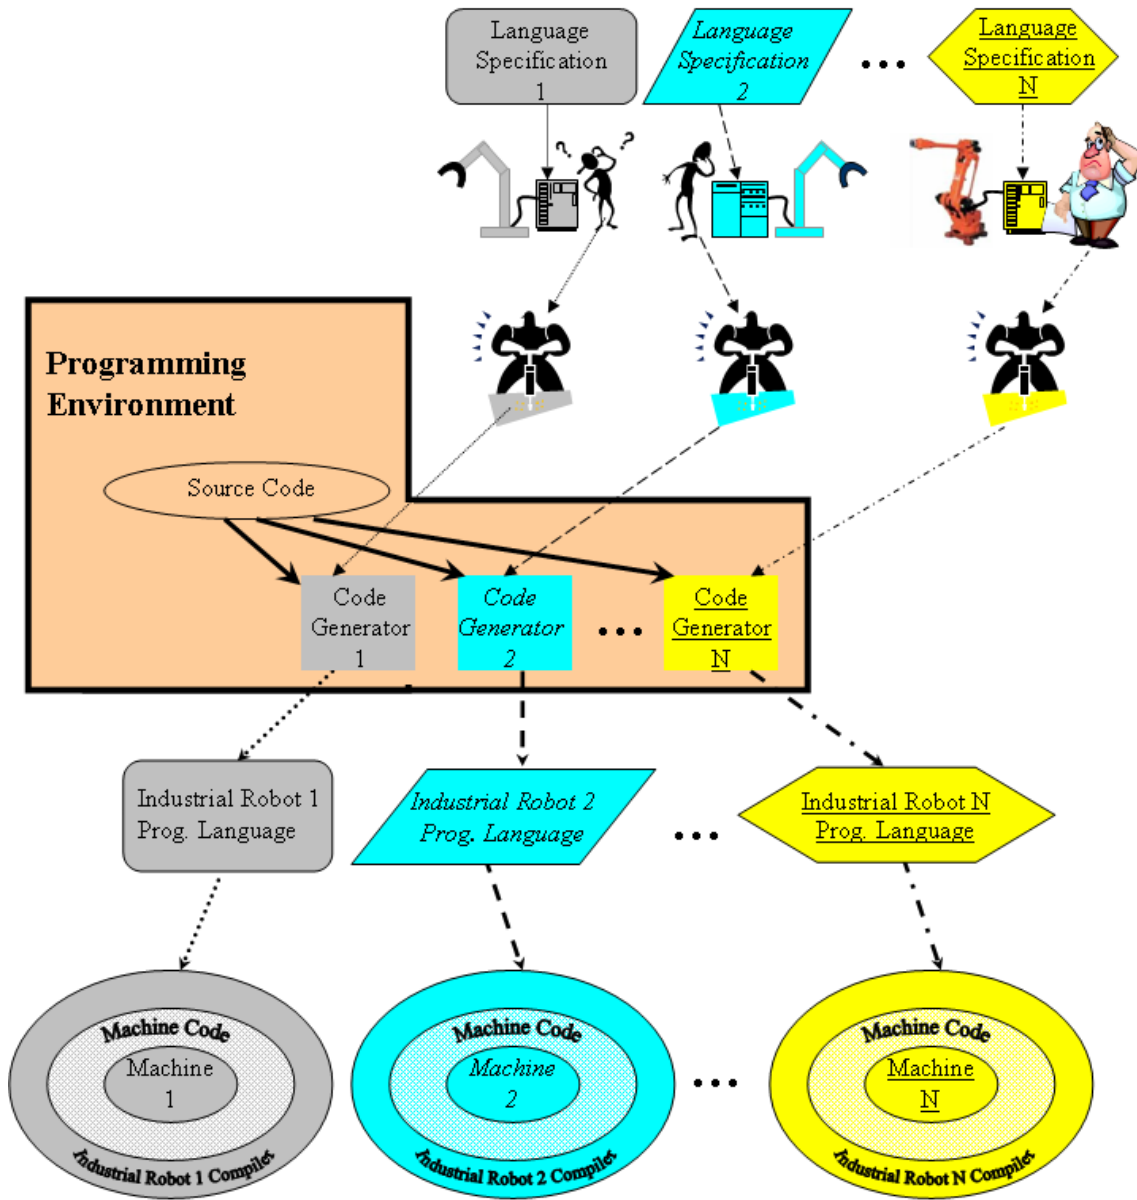 Language
Specification
1
Language
Specification
2
Language
Specification
N
? ?
Programming
Environment
Source Code
Code
Generator
1
Code
Generator
2
Code
Generator
N
Industrial Robot 1
Prog. Language
Industrial Robot 2
Prog. Language
Industrial Robot N
Prog. Language
Machine Code
Machine
1
Industrial Robot 1 Compiler
Machine Code
Machine
2
Industrial Robot 2 Compiler
Machine Code
Machine
N
Industrial Robot N Compiler